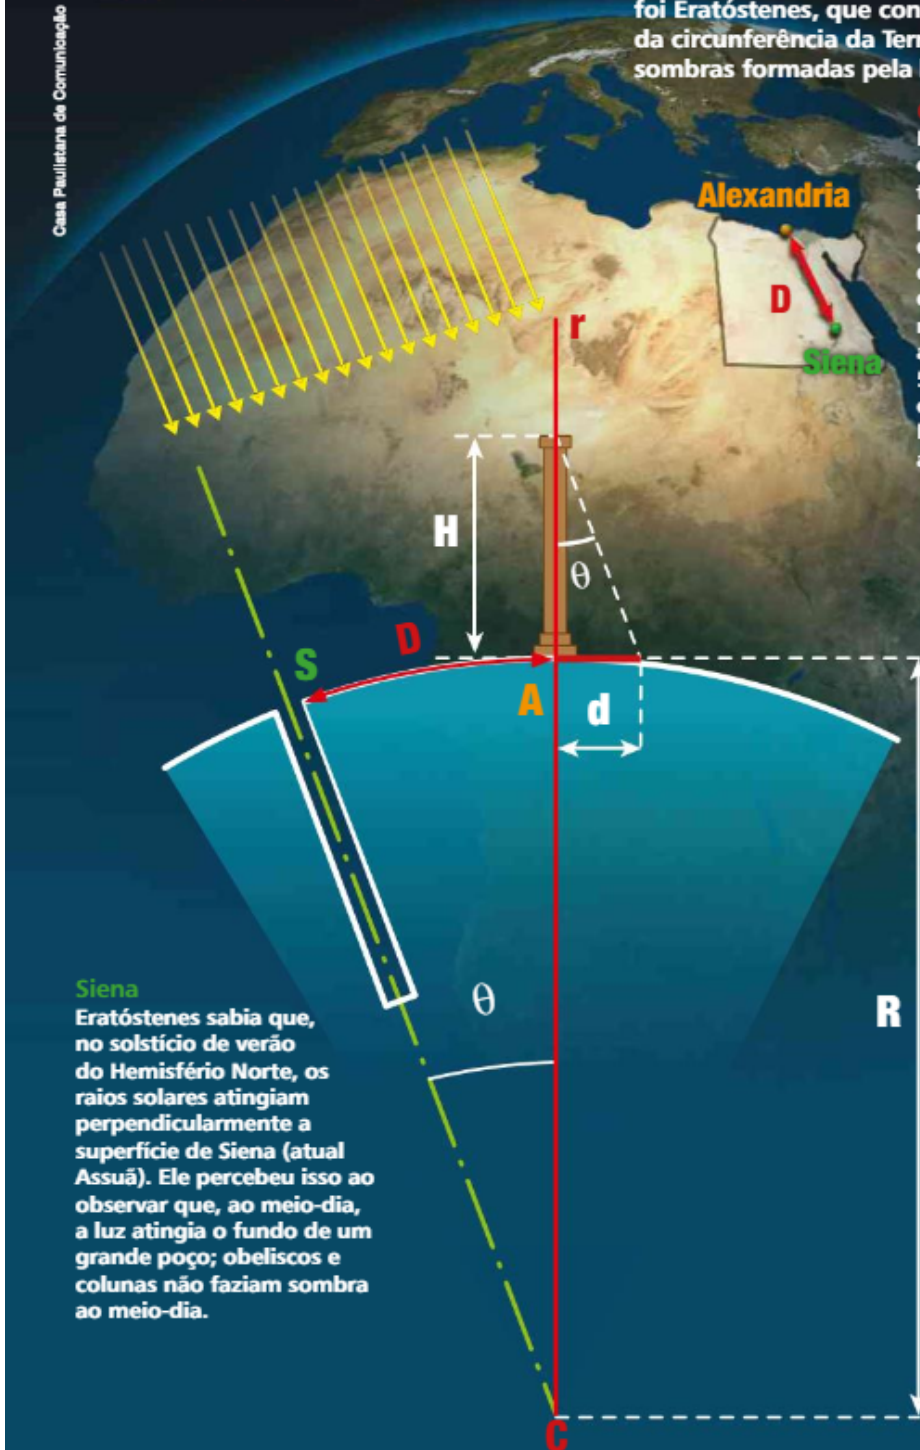 foi Eratóstenes, que con
da circunferência da Ter
sombras formadas pela
Casa Paulistana de Comunicação
Alexandria
D
Siena
r
H
θ
S
D
A
d
Siena
Eratóstenes sabia que,
no solstício de verão
do Hemisfério Norte, os
raios solares atingiam
perpendicularmente a
superfície de Siena (atual
Assuã). Ele percebeu isso ao
observar que, ao meio-dia,
a luz atingia o fundo de um
grande poço; obeliscos e
colunas não faziam sombra
ao meio-dia.
θ
R
C